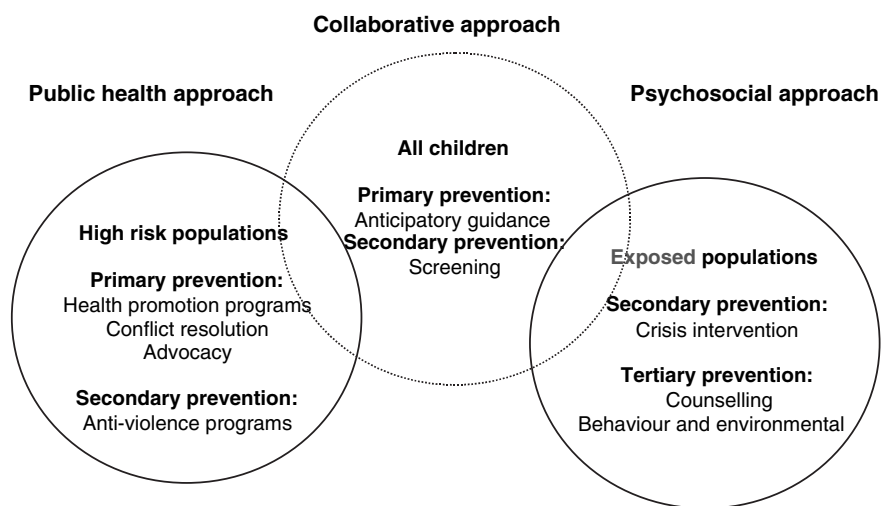 Collaborative approach
Public health approach
Psychosocial approach
All children
Primary prevention:
Anticipatory guidance
Secondary prevention:
Screening
High risk populations
Primary prevention:
Health promotion programs
Conflict resolution
Advocacy
Secondary prevention:
Anti-violence programs
Exposed populations
Secondary prevention:
Crisis intervention
Tertiary prevention:
Counselling
Behaviour and environmental